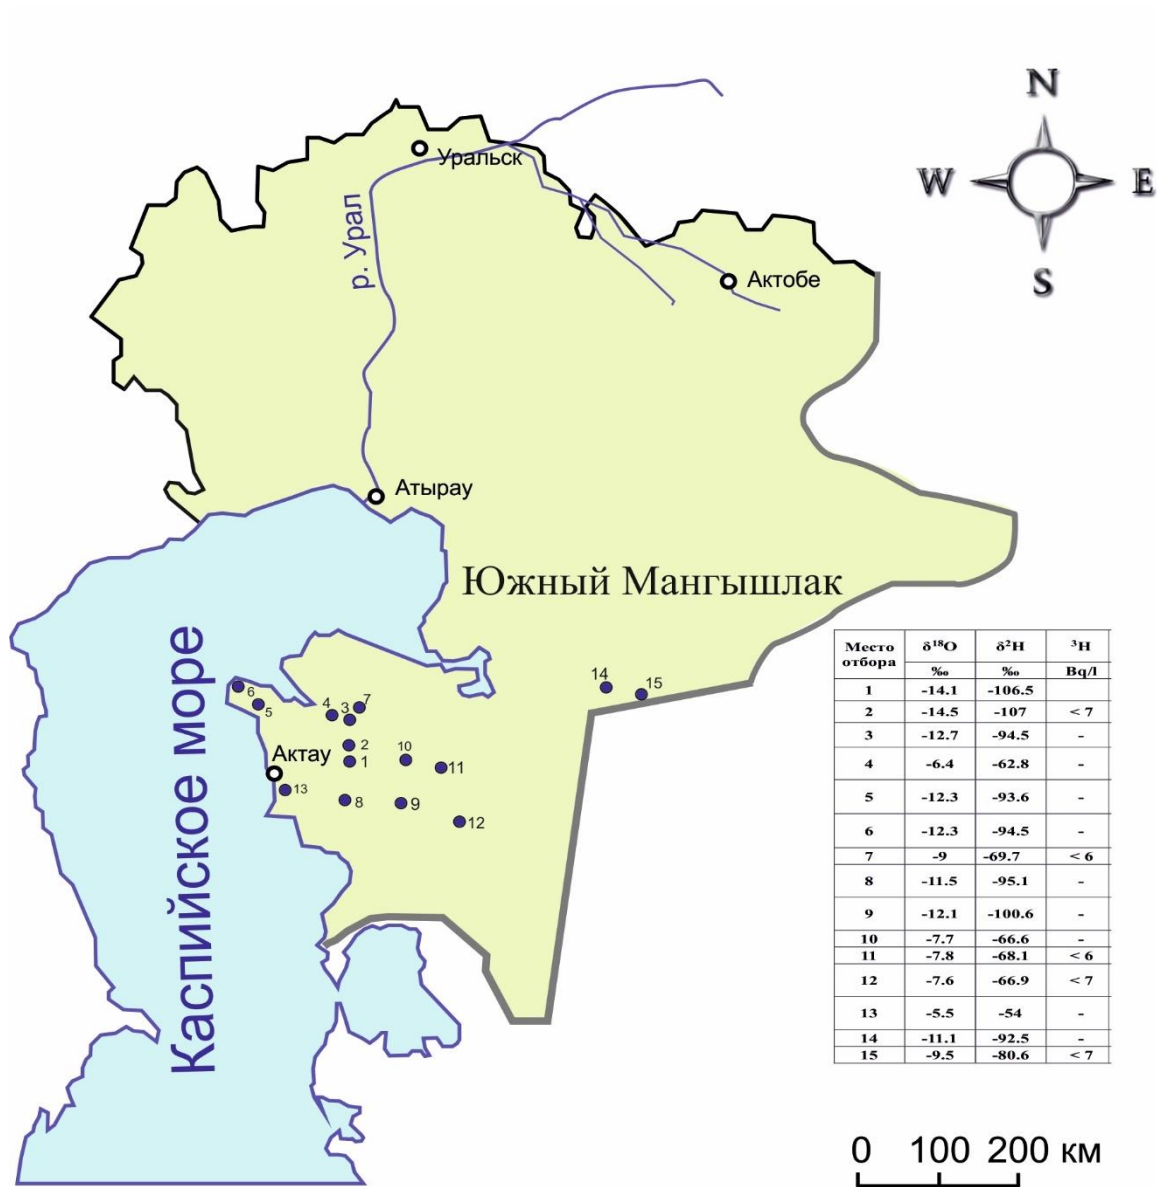 N
W
E
S
Уральск
р. Урал
Актобе
Атырау
Южный Мангышлак
Каспийское море
14
15
6
5
4
3
7
2
1
10
11
Актау
13
8
9
12
Место отбора δ¹⁸O δ²H ³H
‰ ‰ Bq/l
1 -14.1 -106.5
2 -14.5 -107 < 7
3 -12.7 -94.5 -
4 -6.4 -62.8 -
5 -12.3 -93.6 -
6 -12.3 -94.5 -
7 -9 -69.7 < 6
8 -11.5 -95.1 -
9 -12.1 -100.6 -
10 -7.7 -66.6 -
11 -7.8 -68.1 < 6
12 -7.6 -66.9 < 7
13 -5.5 -54 -
14 -11.1 -92.5 -
15 -9.5 -80.6 < 7
0 100 200 км